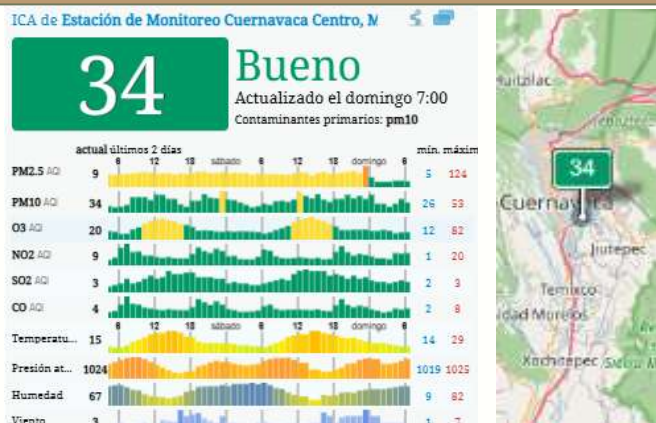 ICA de Estación de Monitoreo Cuernavaca Centro, M
34
Bueno
Actualizado el domingo 7:00
Contaminantes primarios: pm10
actual últimos 2 días mín. máxim
6 12 18 sábado 6 12 18 domingo 6
PM2.5 AQI 9 5 124
PM10 AQI 34 26 53
O3 AQI 20 12 82
NO2 AQI 9 1 20
SO2 AQI 3 2 3
CO AQI 4 2 8
6 12 18 sábado 6 12 18 domingo 6
Temperatu... 15 14 29
Presión at... 1024 1019 1025
Humedad 67 9 82
Viento 3 1 7
Huitzilac
34
Cuernavaca
Jiutepec
Temixco
Xochitepec